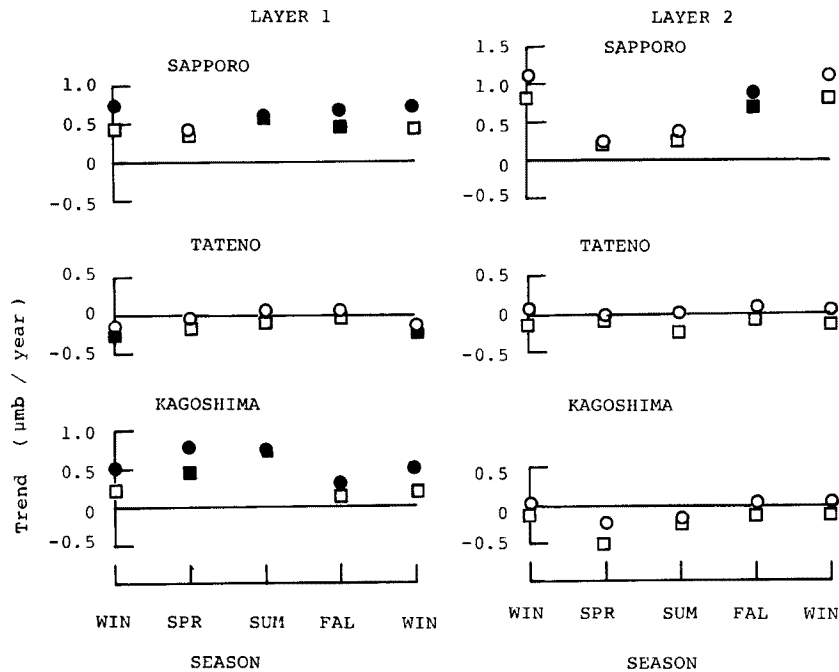 LAYER 1
SAPPORO
1.0
0.5
0
-0.5
TATENO
0.5
0
-0.5
KAGOSHIMA
1.0
0.5
0
-0.5
WIN SPR SUM FAL WIN
SEASON
Trend (μmb / year)
LAYER 2
SAPPORO
1.5
1.0
0.5
0
-0.5
TATENO
0.5
0
-0.5
KAGOSHIMA
0.5
0
-0.5
WIN SPR SUM FAL WIN
SEASON